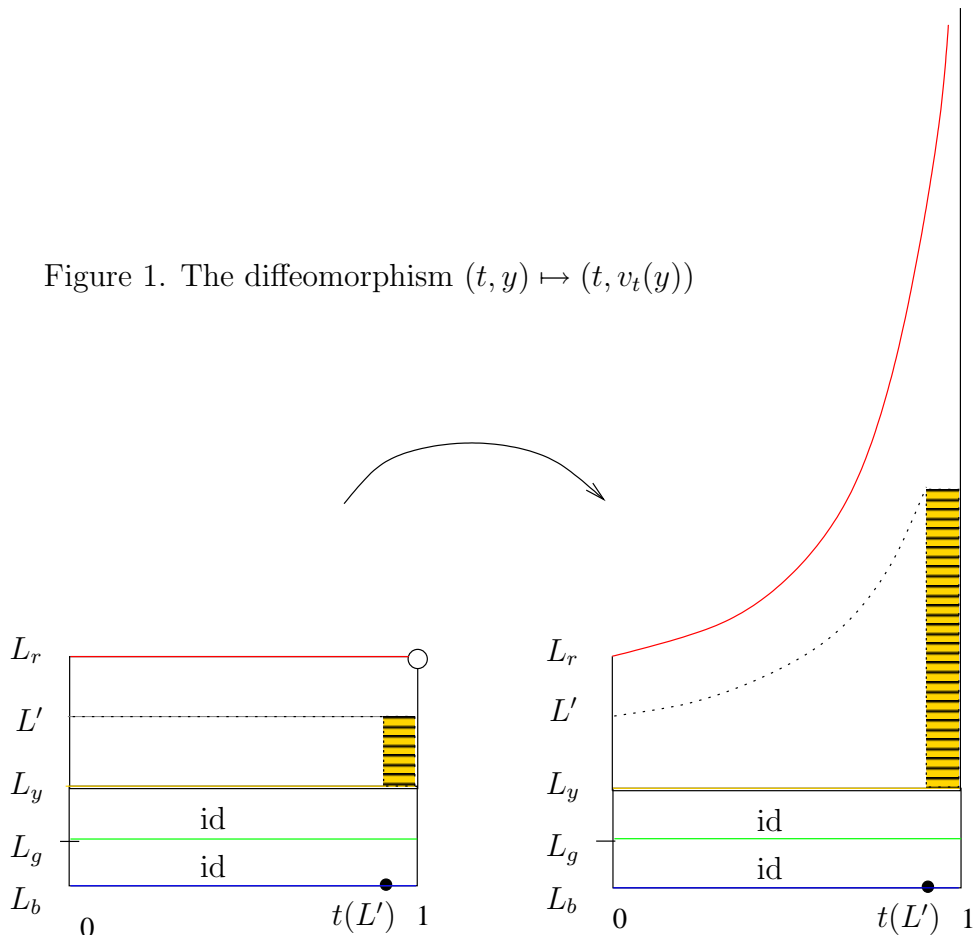 Figure 1. The diffeomorphism $(t, y) \mapsto (t, v_t(y))$
$L_r$
$L'$
$L_y$
id
$L_g$
id
$L_b$
0
$t(L')$
1
$L_r$
$L'$
$L_y$
id
$L_g$
id
$L_b$
0
$t(L')$
1